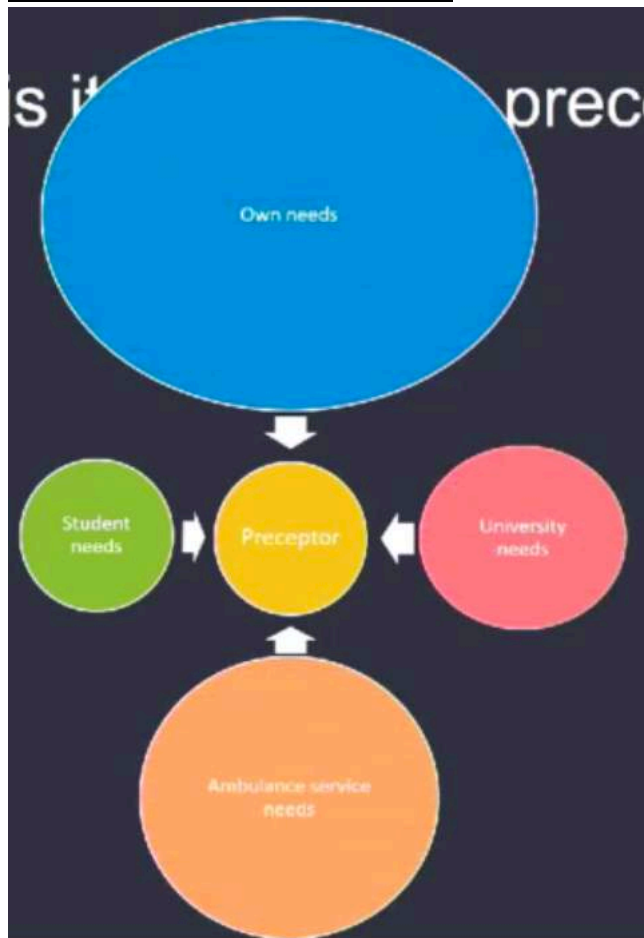 is it prec
Own needs
Student
needs
Preceptor
University
needs
Ambulance service
needs